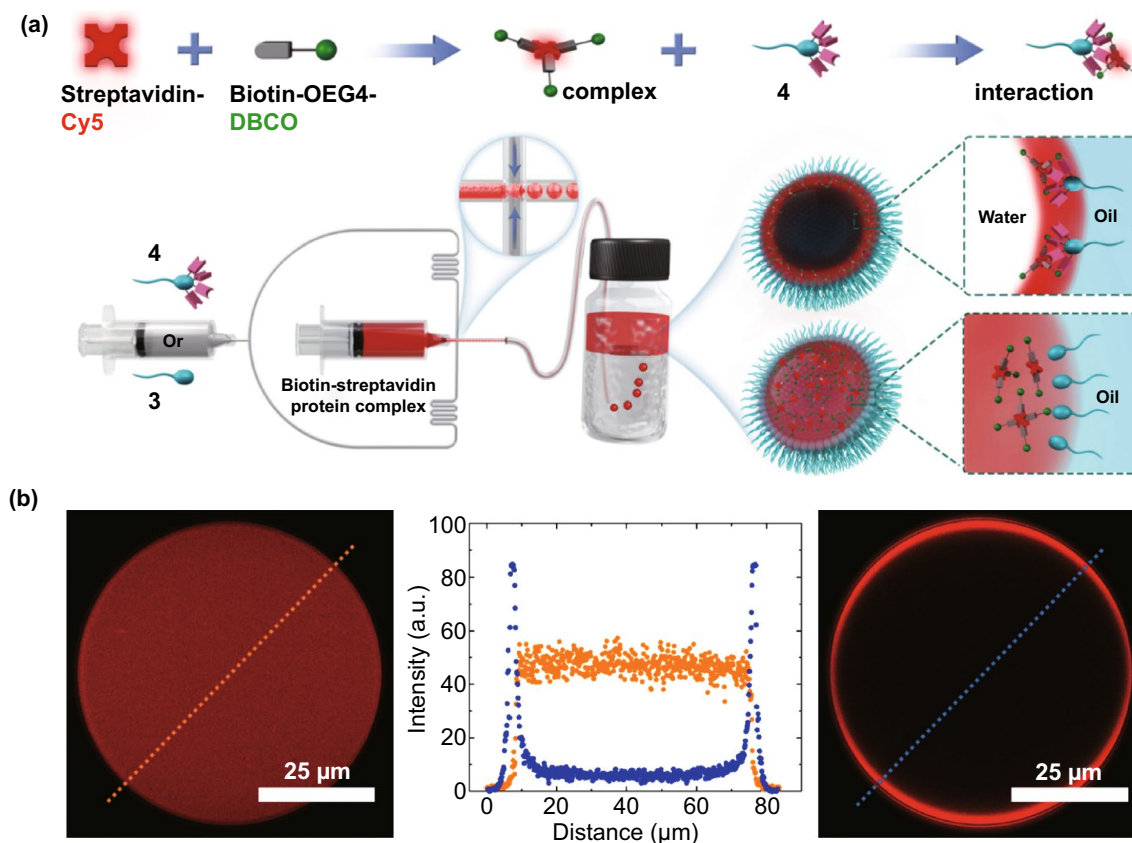 (a)
Streptavidin-
Cy5
Biotin-OEG4-
DBCO
complex
4
interaction
4
Or
3
Biotin-streptavidin
protein complex
Water
Oil
Oil
(b)
25 µm
100
80
60
40
20
0
0
20
40
60
80
Intensity (a.u.)
Distance (µm)
25 µm